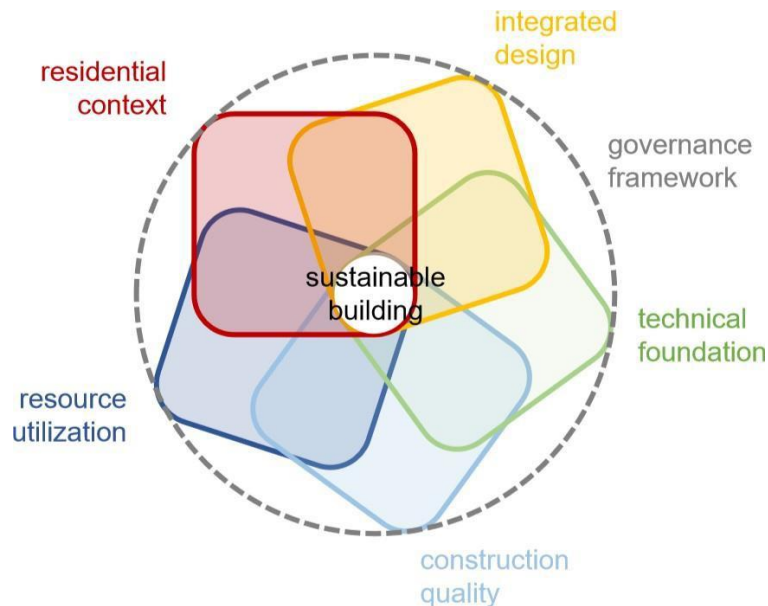 integrated
design
residential
context
governance
framework
sustainable
building
technical
foundation
resource
utilization
construction
quality